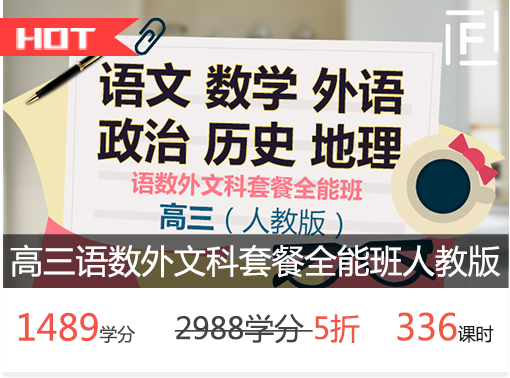 HOT
F
语文 数学 外语
政治 历史 地理
语数外文科套餐全能班
高三（人教版）
高三语数外文科套餐全能班人教版
1489学分 2988学分 5折 336课时